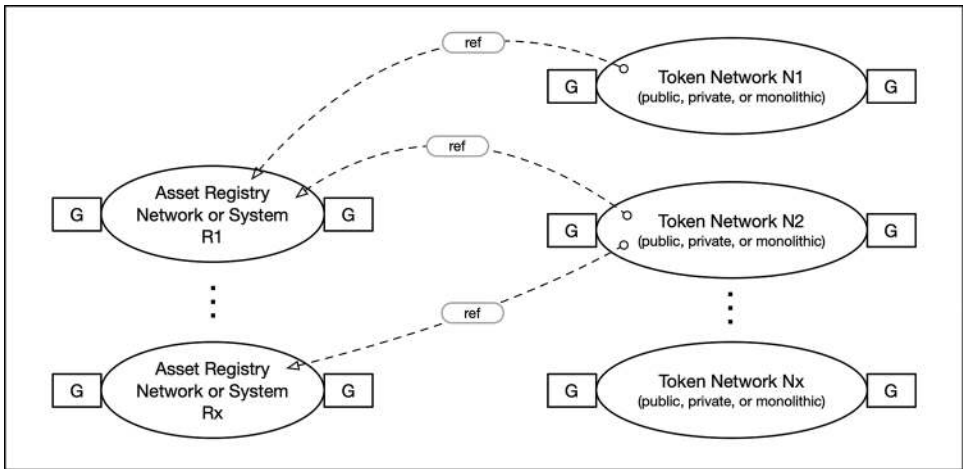 ref
Token Network N1
(public, private, or monolithic)
G
G
ref
Asset Registry
Network or System
R1
G
G
Token Network N2
(public, private, or monolithic)
G
G
ref
Asset Registry
Network or System
Rx
G
G
Token Network Nx
(public, private, or monolithic)
G
G